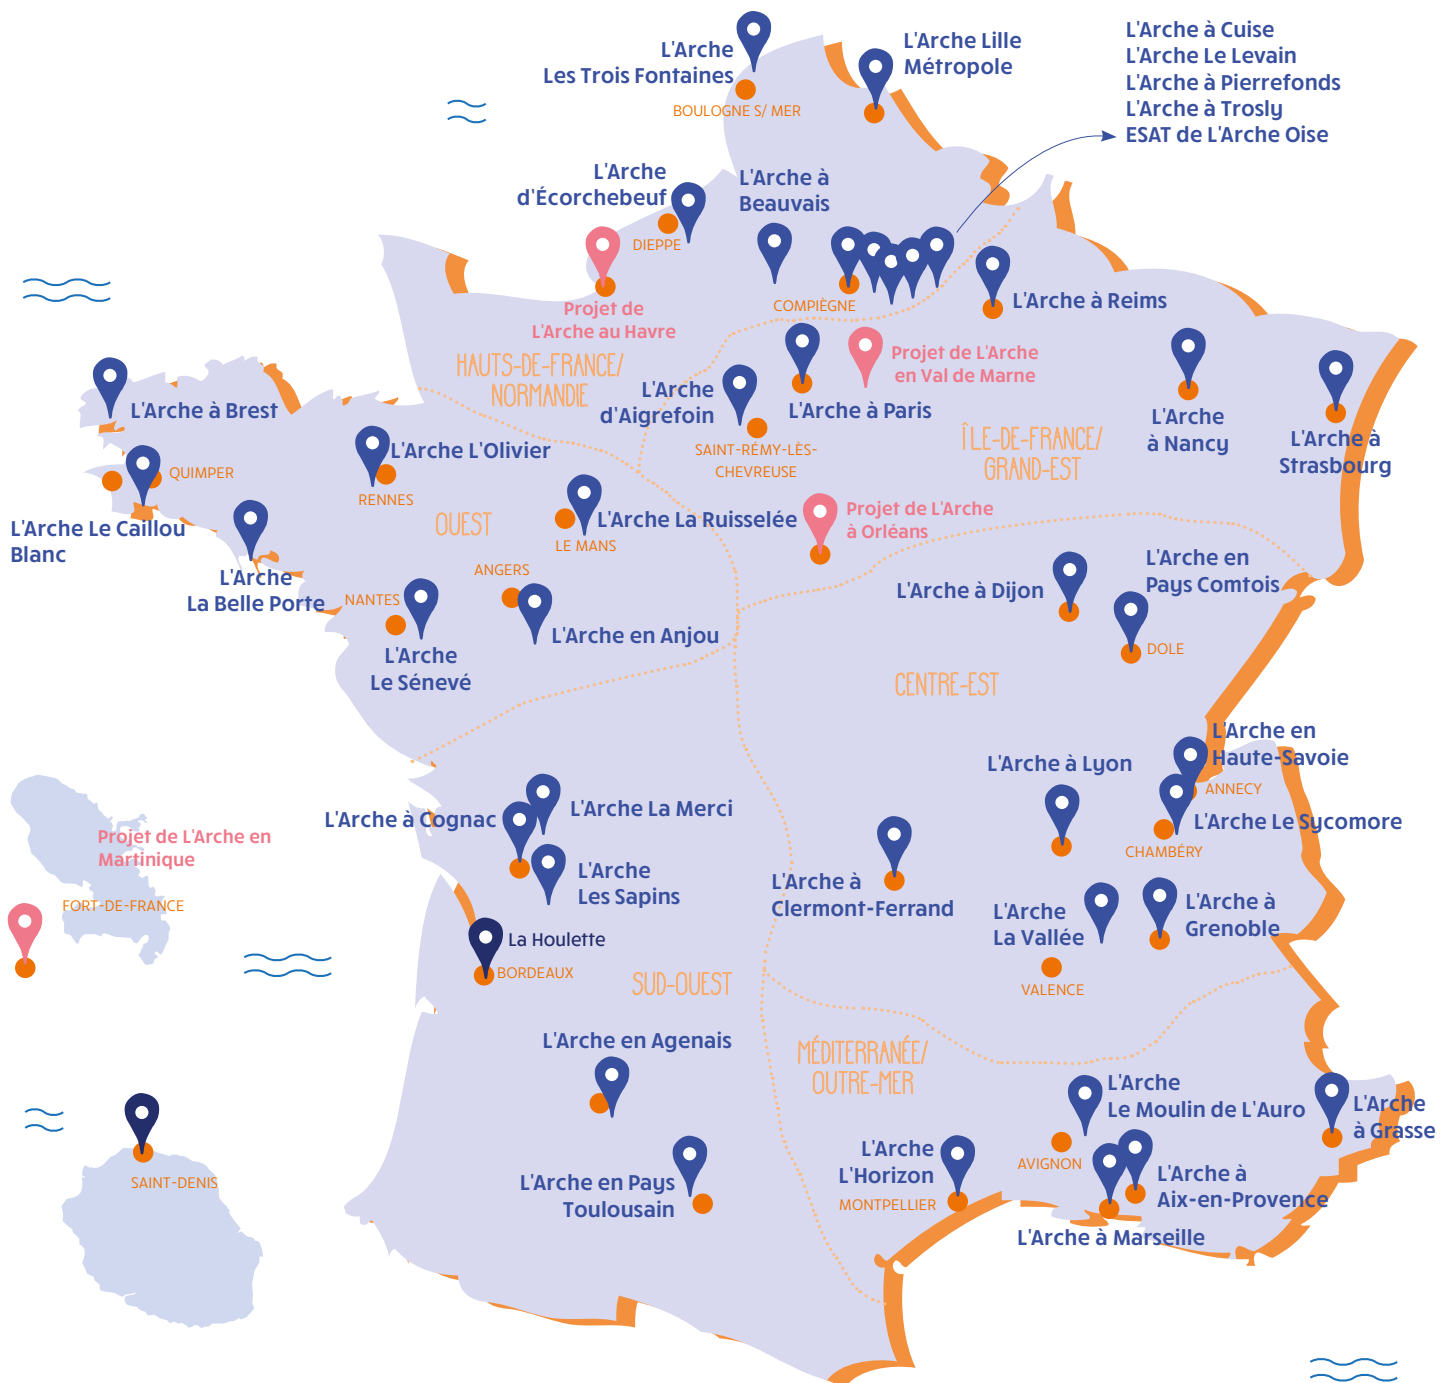 L'Arche
Les Trois Fontaines
BOULOGNE S/ MER
L'Arche Lille
Métropole
L'Arche à Cuise
L'Arche Le Levain
L'Arche à Pierrefonds
L'Arche à Trosly
ESAT de L'Arche Oise
L'Arche
d'Écorchebeuf
DIEPPE
L'Arche à
Beauvais
COMPIÈGNE
L'Arche à Reims
Projet de
L'Arche au Havre
HAUTS-DE-FRANCE/
NORMANDIE
L'Arche
d'Aigrefoin
SAINT-RÉMY-LÈS-
CHEVREUSE
L'Arche à Paris
Projet de L'Arche
en Val de Marne
ÎLE-DE-FRANCE/
GRAND-EST
L'Arche
à Nancy
L'Arche à
Strasbourg
L'Arche à Brest
QUIMPER
L'Arche Le Caillou
Blanc
L'Arche L'Olivier
RENNES
OUEST
L'Arche La Ruisselée
LE MANS
Projet de L'Arche
à Orléans
L'Arche
La Belle Porte
NANTES
L'Arche
Le Sénevé
ANGERS
L'Arche en Anjou
L'Arche à Dijon
L'Arche en
Pays Comtois
DOLE
CENTRE-EST
L'Arche en
Haute-Savoie
ANNECY
L'Arche à Lyon
L'Arche Le Sycomore
CHAMBÉRY
L'Arche à Cognac
L'Arche La Merci
L'Arche
Les Sapins
L'Arche à
Clermont-Ferrand
L'Arche
La Vallée
VALENCE
L'Arche à
Grenoble
Projet de L'Arche en
Martinique
FORT-DE-FRANCE
La Houlette
BORDEAUX
SUD-OUEST
L'Arche en Agenais
MÉDITERRANÉE/
OUTRE-MER
L'Arche
Le Moulin de L'Auro
AVIGNON
L'Arche
à Grasse
L'Arche
L'Horizon
MONTPELLIER
L'Arche à
Aix-en-Provence
L'Arche à Marseille
L'Arche en Pays
Toulousain
SAINT-DENIS